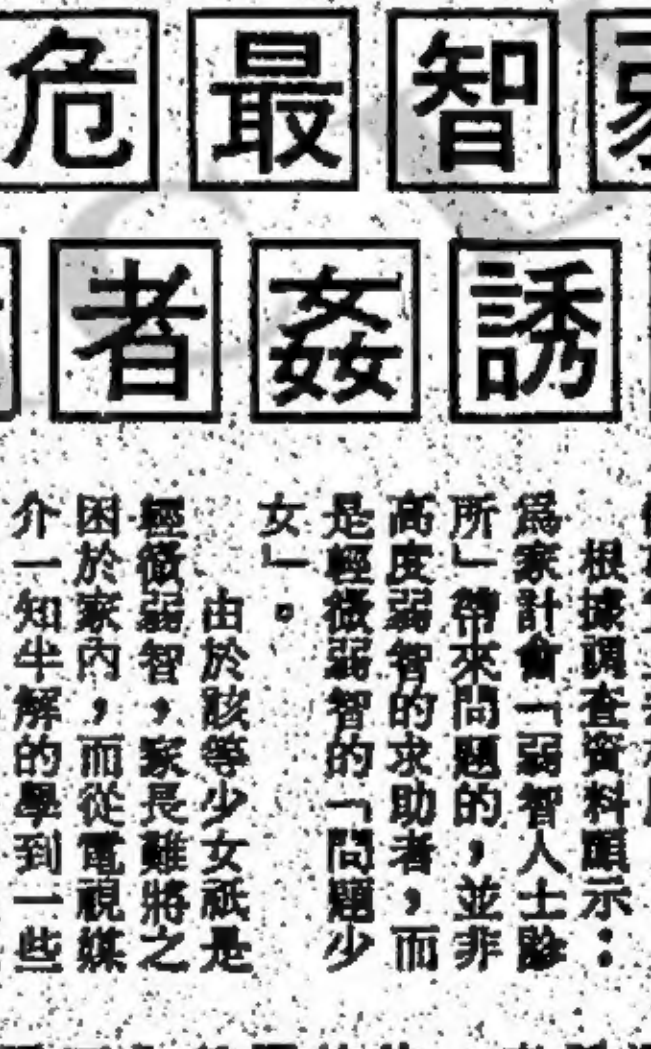 智最危
誘姦者
根據調查資料顯示：
爲家計會「弱智人士診
所」帶來問題的，並非
高度弱智的求助者，而
是輕微弱智的「問題少
女」。
由於該等少女祇是
輕微弱智，家長難將之
困於家內，而從電視媒
介一知半解的學到一些